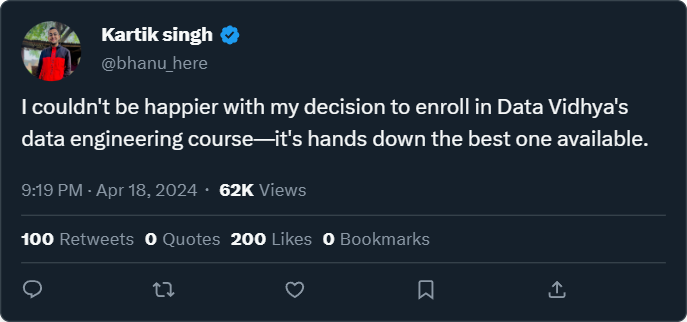 Kartik singh
@bhanu_here
I couldn't be happier with my decision to enroll in Data Vidhya's
data engineering course—it's hands down the best one available.
9:19 PM · Apr 18, 2024 · 62K Views
100 Retweets 0 Quotes 200 Likes 0 Bookmarks